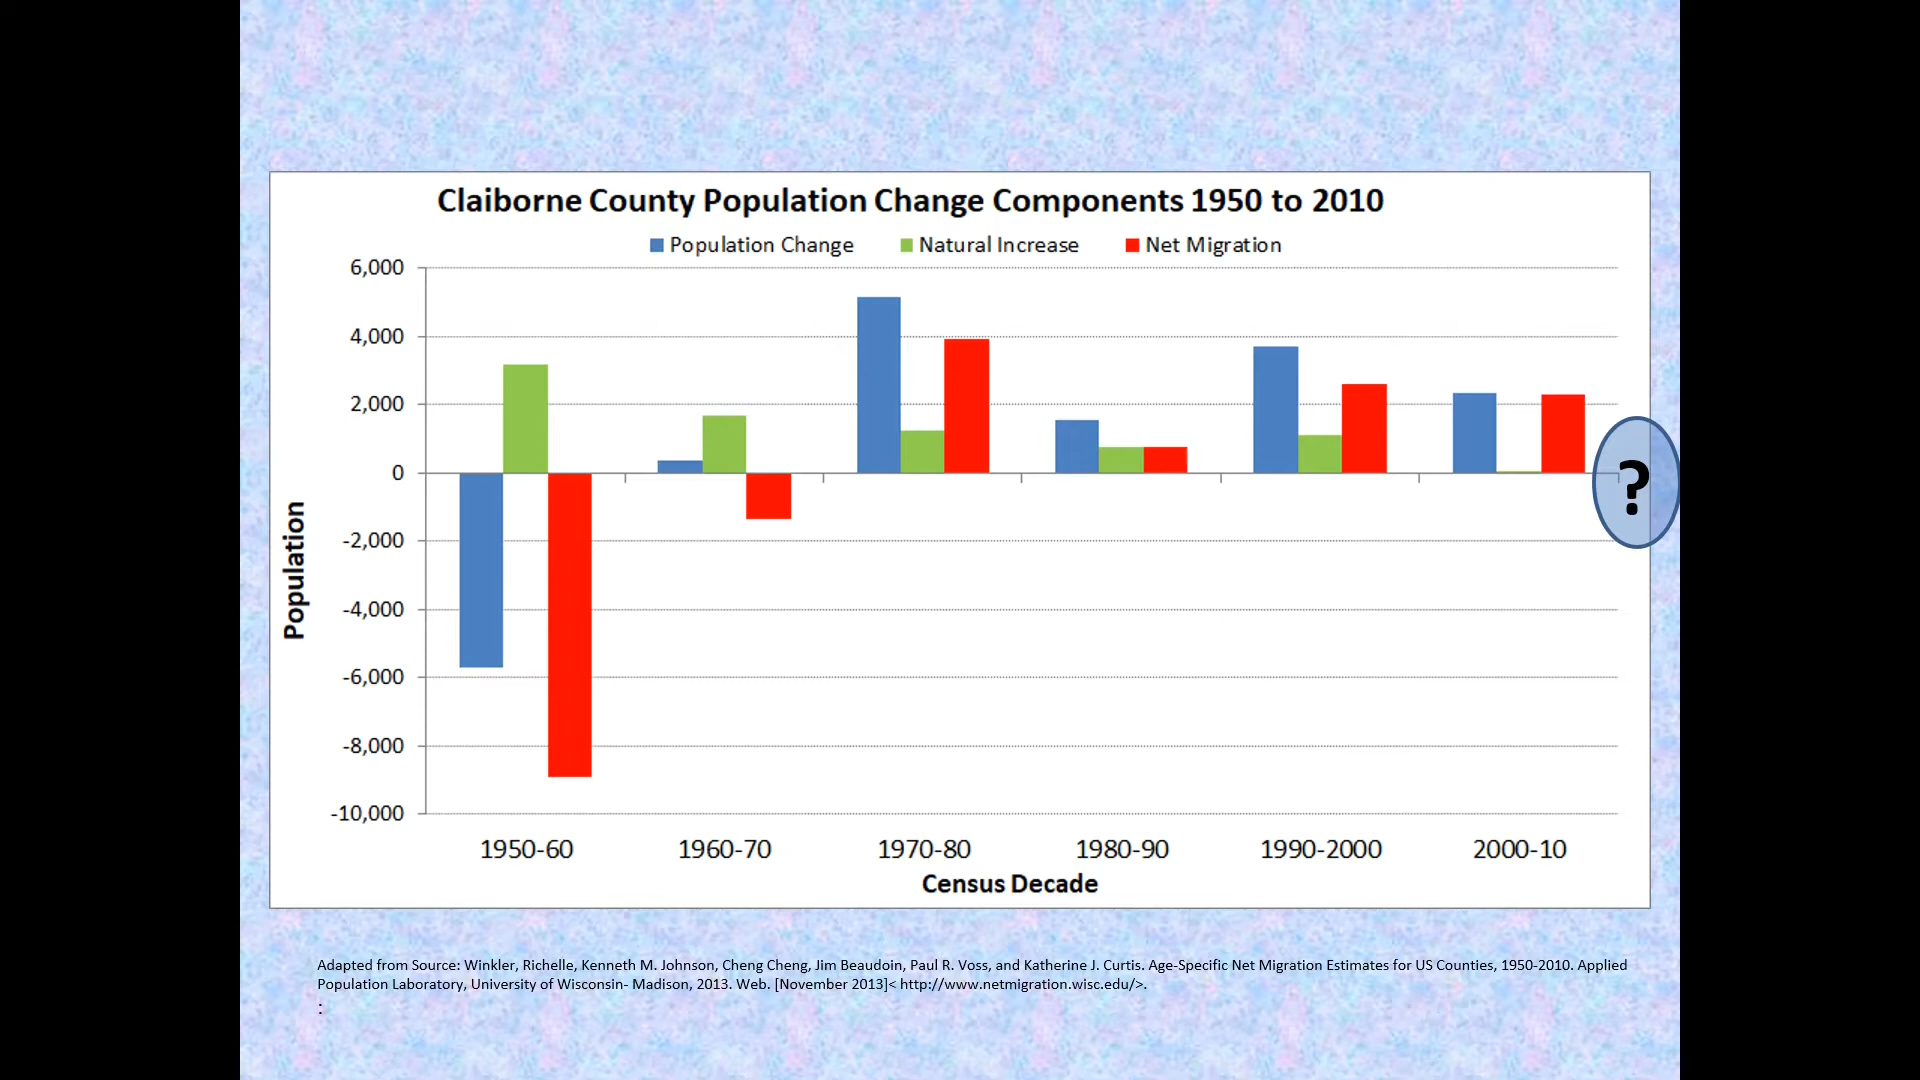 Claiborne County Population Change Components 1950 to 2010
Population Change Natural Increase Net Migration
6,000
4,000
2,000
0
-2,000
-4,000
-6,000
-8,000
-10,000
Population
?
1950-60 1960-70 1970-80 1980-90 1990-2000 2000-10
Census Decade
Adapted from Source: Winkler, Richelle, Kenneth M. Johnson, Cheng Cheng, Jim Beaudoin, Paul R. Voss, and Katherine J. Curtis. Age-Specific Net Migration Estimates for US Counties, 1950-2010. Applied
Population Laboratory, University of Wisconsin- Madison, 2013. Web. [November 2013]< http://www.netmigration.wisc.edu/>.
: